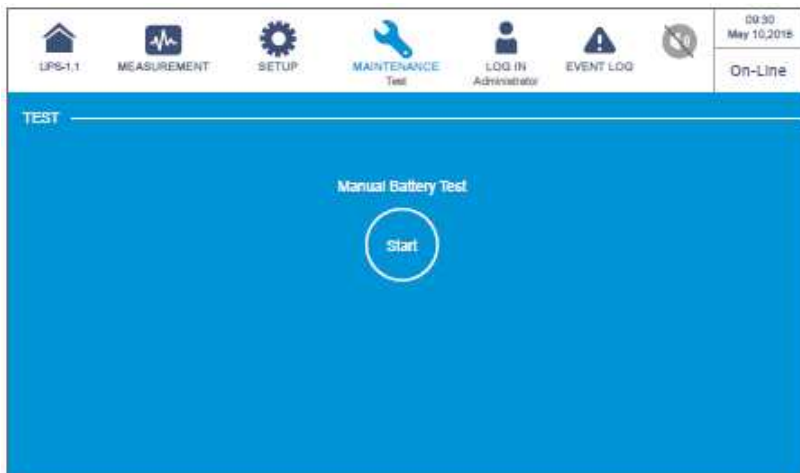 09:30
May 10,2018
UPS-1,1
MEASUREMENT
SETUP
MAINTENANCE
Test
LOG IN
Administrator
EVENT LOG
On-Line
TEST
Manual Battery Test
Start